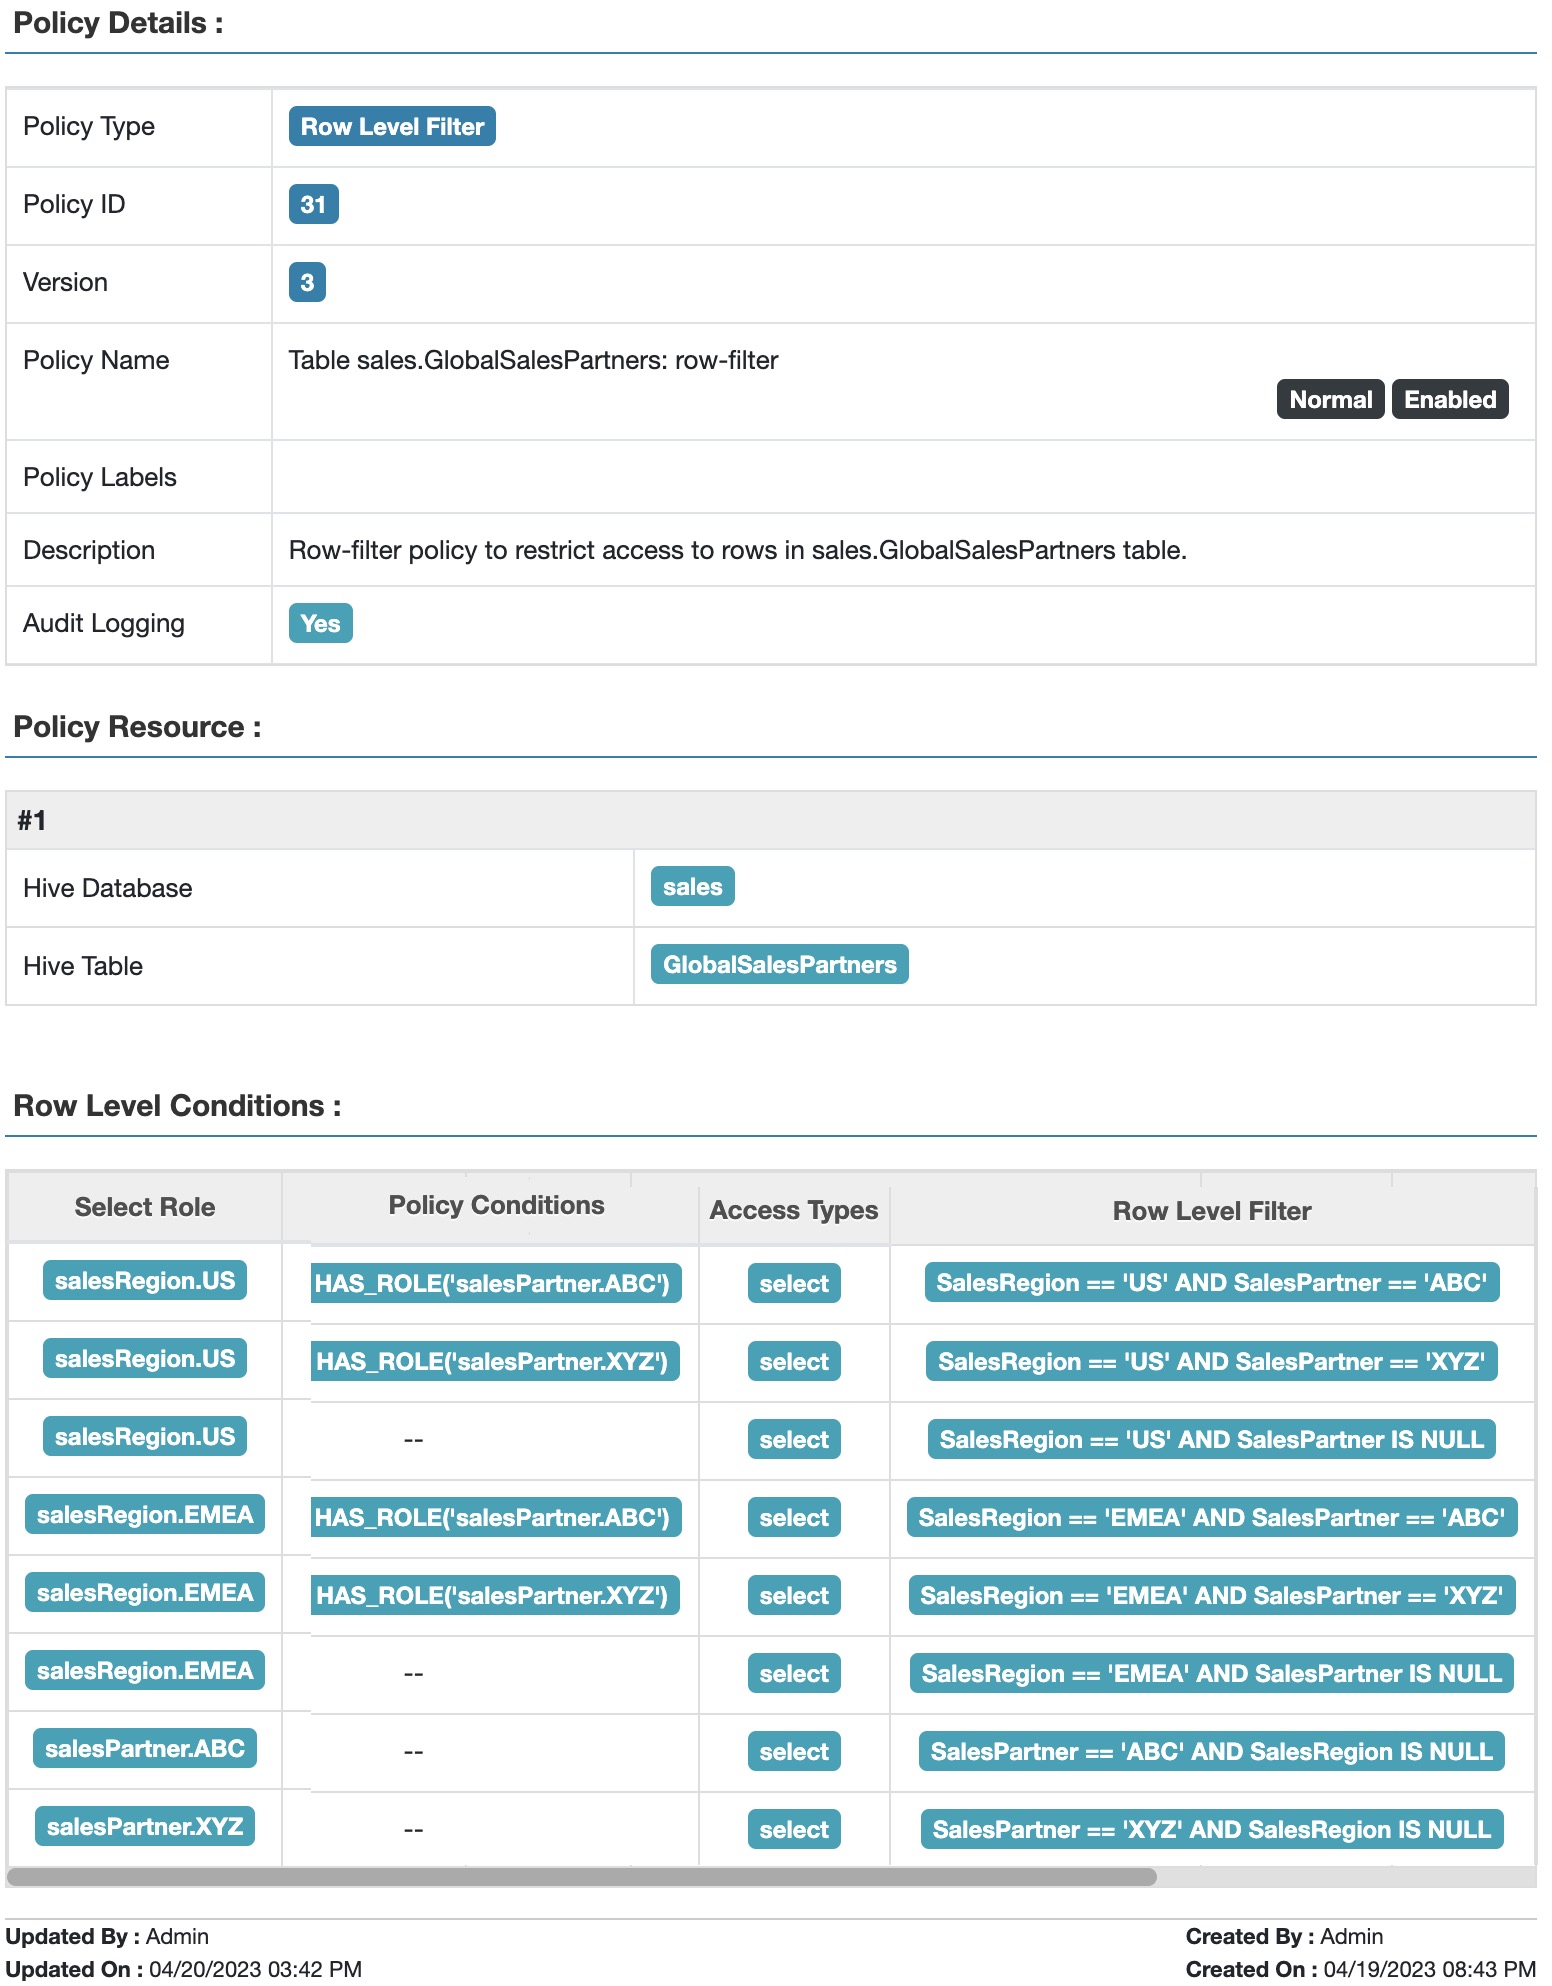 Policy Details :
Policy Type Row Level Filter
Policy ID 31
Version 3
Policy Name Table sales.GlobalSalesPartners: row-filter
Normal Enabled
Policy Labels
Description Row-filter policy to restrict access to rows in sales.GlobalSalesPartners table.
Audit Logging Yes
Policy Resource :
#1
Hive Database sales
Hive Table GlobalSalesPartners
Row Level Conditions :
Select Role Policy Conditions Access Types Row Level Filter
salesRegion.US HAS_ROLE('salesPartner.ABC') select SalesRegion == 'US' AND SalesPartner == 'ABC'
salesRegion.US HAS_ROLE('salesPartner.XYZ') select SalesRegion == 'US' AND SalesPartner == 'XYZ'
salesRegion.US -- select SalesRegion == 'US' AND SalesPartner IS NULL
salesRegion.EMEA HAS_ROLE('salesPartner.ABC') select SalesRegion == 'EMEA' AND SalesPartner == 'ABC'
salesRegion.EMEA HAS_ROLE('salesPartner.XYZ') select SalesRegion == 'EMEA' AND SalesPartner == 'XYZ'
salesRegion.EMEA -- select SalesRegion == 'EMEA' AND SalesPartner IS NULL
salesPartner.ABC -- select SalesPartner == 'ABC' AND SalesRegion IS NULL
salesPartner.XYZ -- select SalesPartner == 'XYZ' AND SalesRegion IS NULL
Updated By : Admin Created By : Admin
Updated On : 04/20/2023 03:42 PM Created On : 04/19/2023 08:43 PM